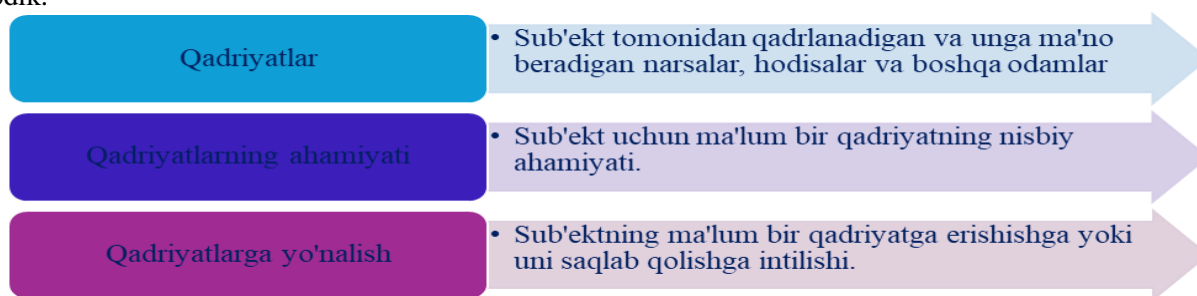 Qadriyatlar
• Sub'ekt tomonidan qadrlanadigan va unga ma'no
beradigan narsalar, hodisalar va boshqa odamlar
Qadriyatlarning ahamiyati
• Sub'ekt uchun ma'lum bir qadriyatning nisbiy
ahamiyati.
Qadriyatlarga yo'nalish
• Sub'ektning ma'lum bir qadriyatga erishishga yoki
uni saqlab qolishga intilishi.